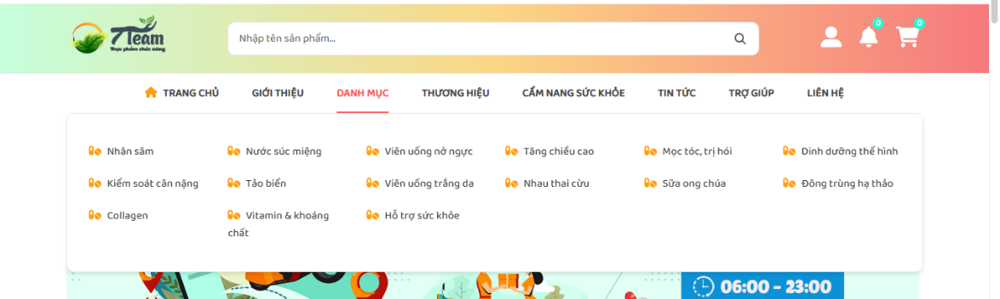 7Team
Thực phẩm chức năng
Nhập tên sản phẩm...
0
0
TRANG CHỦ GIỚI THIỆU DANH MỤC THƯƠNG HIỆU CẨM NANG SỨC KHỎE TIN TỨC TRỢ GIÚP LIÊN HỆ
Nhân sâm Nước súc miệng Viên uống nở ngực Tăng chiều cao Mọc tóc, trị hói Dinh dưỡng thể hình
Kiểm soát cân nặng Tảo biển Viên uống trắng da Nhau thai cừu Sữa ong chúa Đông trùng hạ thảo
Collagen Vitamin & khoáng Hỗ trợ sức khỏe
chất
06:00 - 23:00